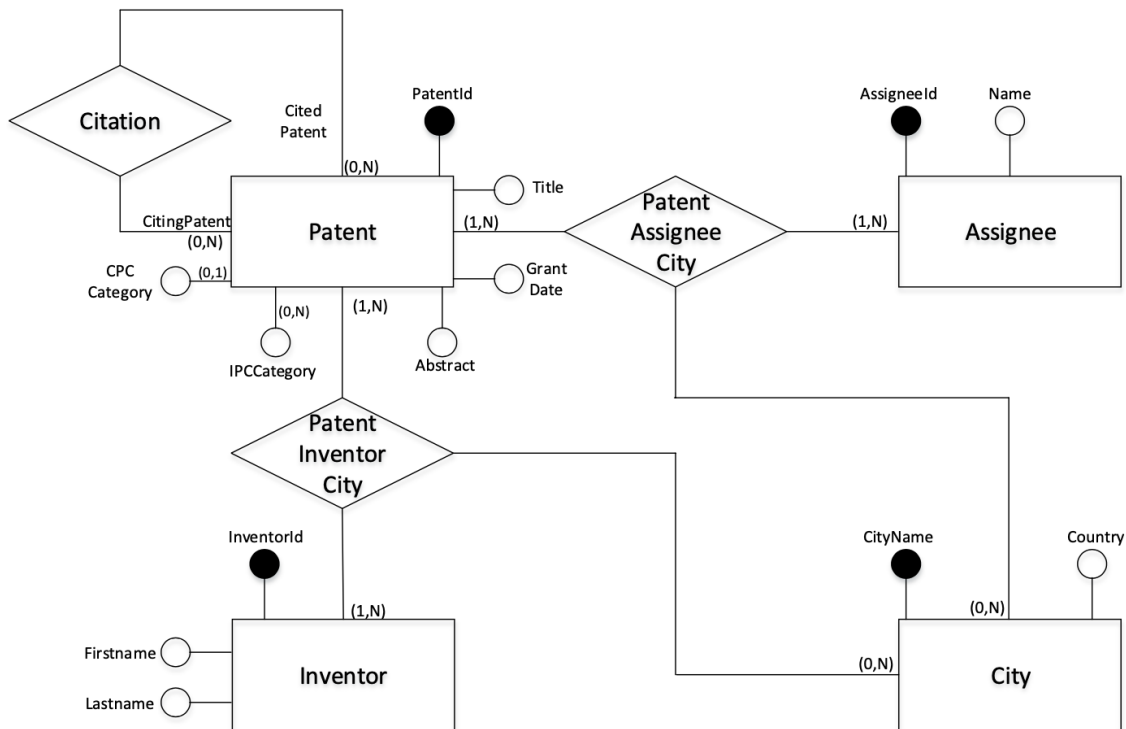 Citation
Cited
Patent
PatentId
AssigneeId
Name
(0,N)
Title
CitingPatent
(0,N)
Patent
(1,N)
Patent
Assignee
City
(1,N)
Assignee
CPC
Category
(0,1)
(0,N)
(1,N)
Grant
Date
IPCCategory
Abstract
Patent
Inventor
City
InventorId
CityName
Country
(1,N)
(0,N)
Firstname
Lastname
Inventor
(0,N)
City